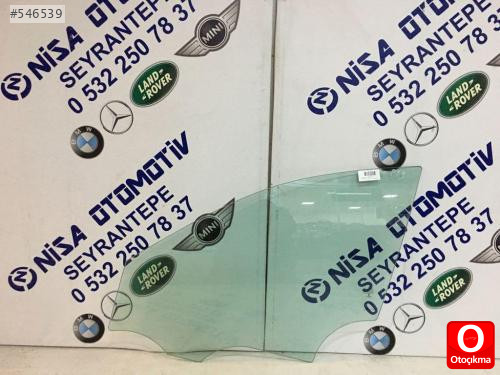 #546539
NİSA OTOMOTİV
SEYRANTEPE
0 532 250 78 37
MINI
LAND ROVER
BMW
NİSA OTOMOTİV
SEYRANTEPE
0 532 250 78 37
MINI
LAND ROVER
BMW
NİSA OTOMOTİV
SEYRANTEPE
0 532 250 78 37
MINI
LAND ROVER
BMW
NİSA OTOMOTİV
SEYRANTEPE
0 532 250 78 37
LAND ROVER
BMW
O
Otoçıkma